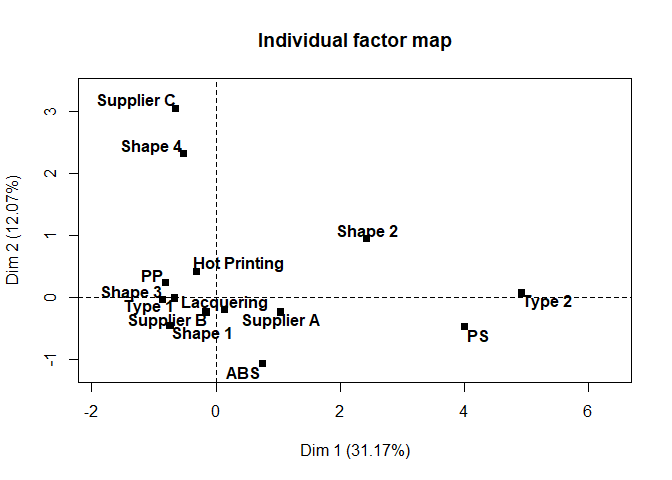 Individual factor map
Supplier C
Shape 4
Shape 2
Hot Printing
PP
Shape 3
Type 1
Lacquering
Type 2
Supplier B
Supplier A
Shape 1
PS
ABS
3
2
1
0
-1
Dim 2 (12.07%)
-2 0 2 4 6
Dim 1 (31.17%)